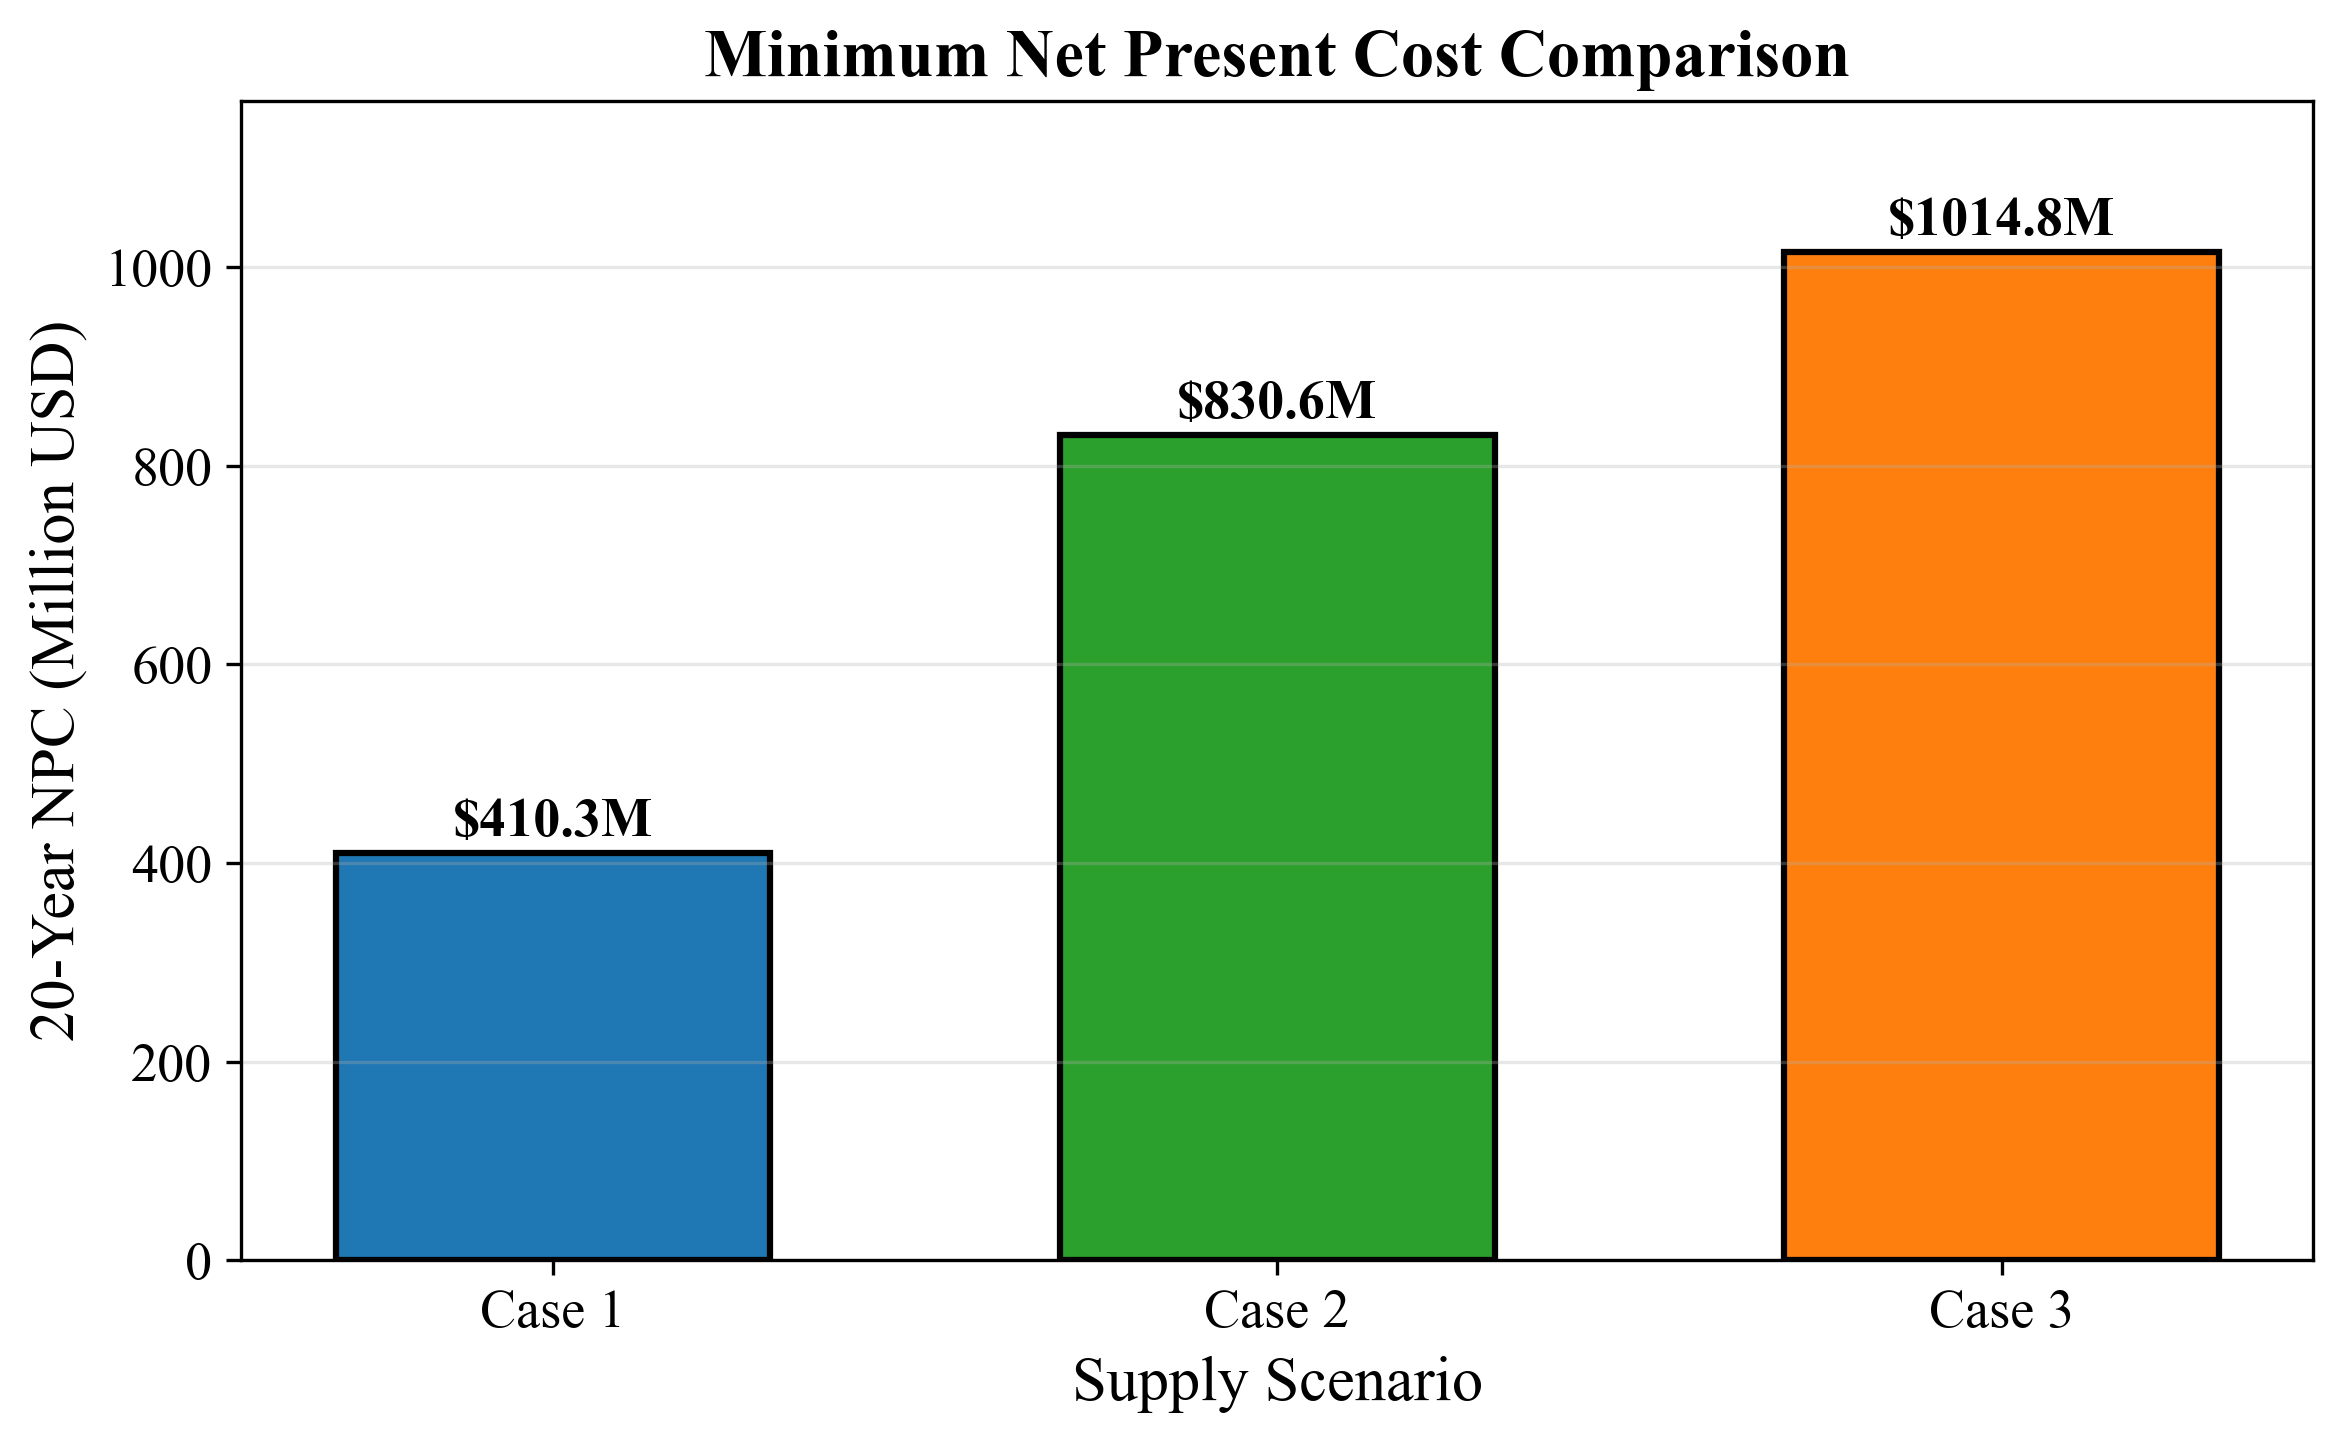 Minimum Net Present Cost Comparison
20-Year NPC (Million USD)
1000
800
600
400
200
0
$410.3M
$830.6M
$1014.8M
Case 1
Case 2
Case 3
Supply Scenario